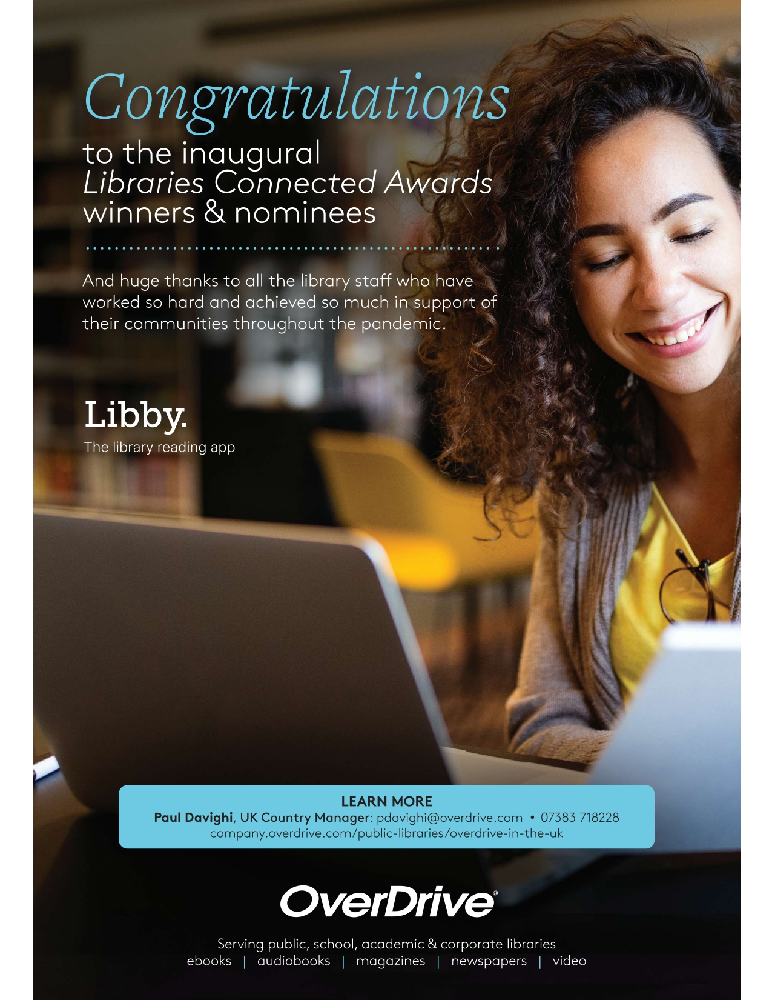 Congratulations
to the inaugural
Libraries Connected Awards
winners & nominees
And huge thanks to all the library staff who have
worked so hard and achieved so much in support of
their communities throughout the pandemic.
Libby.
The library reading app
LEARN MORE
Paul Davighi, UK Country Manager: pdavighi@overdrive.com • 07383 718228
company.overdrive.com/public-libraries/overdrive-in-the-uk
OverDrive®
Serving public, school, academic & corporate libraries
ebooks | audiobooks | magazines | newspapers | video